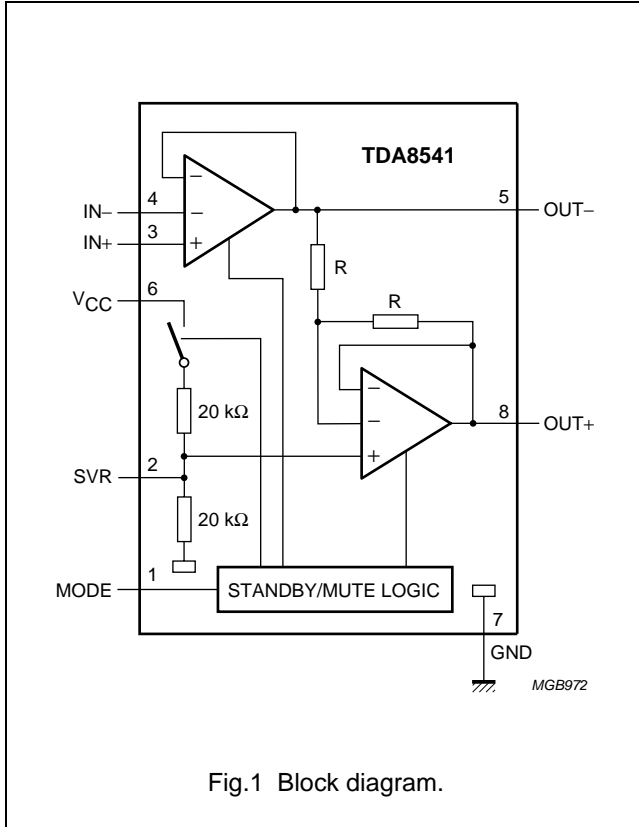 TDA8541
IN− 4 − − 5 OUT−
IN+ 3 +
R
VCC 6
R
20 kΩ
−
− 8 OUT+
SVR 2 +
20 kΩ
MODE 1 STANDBY/MUTE LOGIC
7
GND
MGB972
Fig.1 Block diagram.